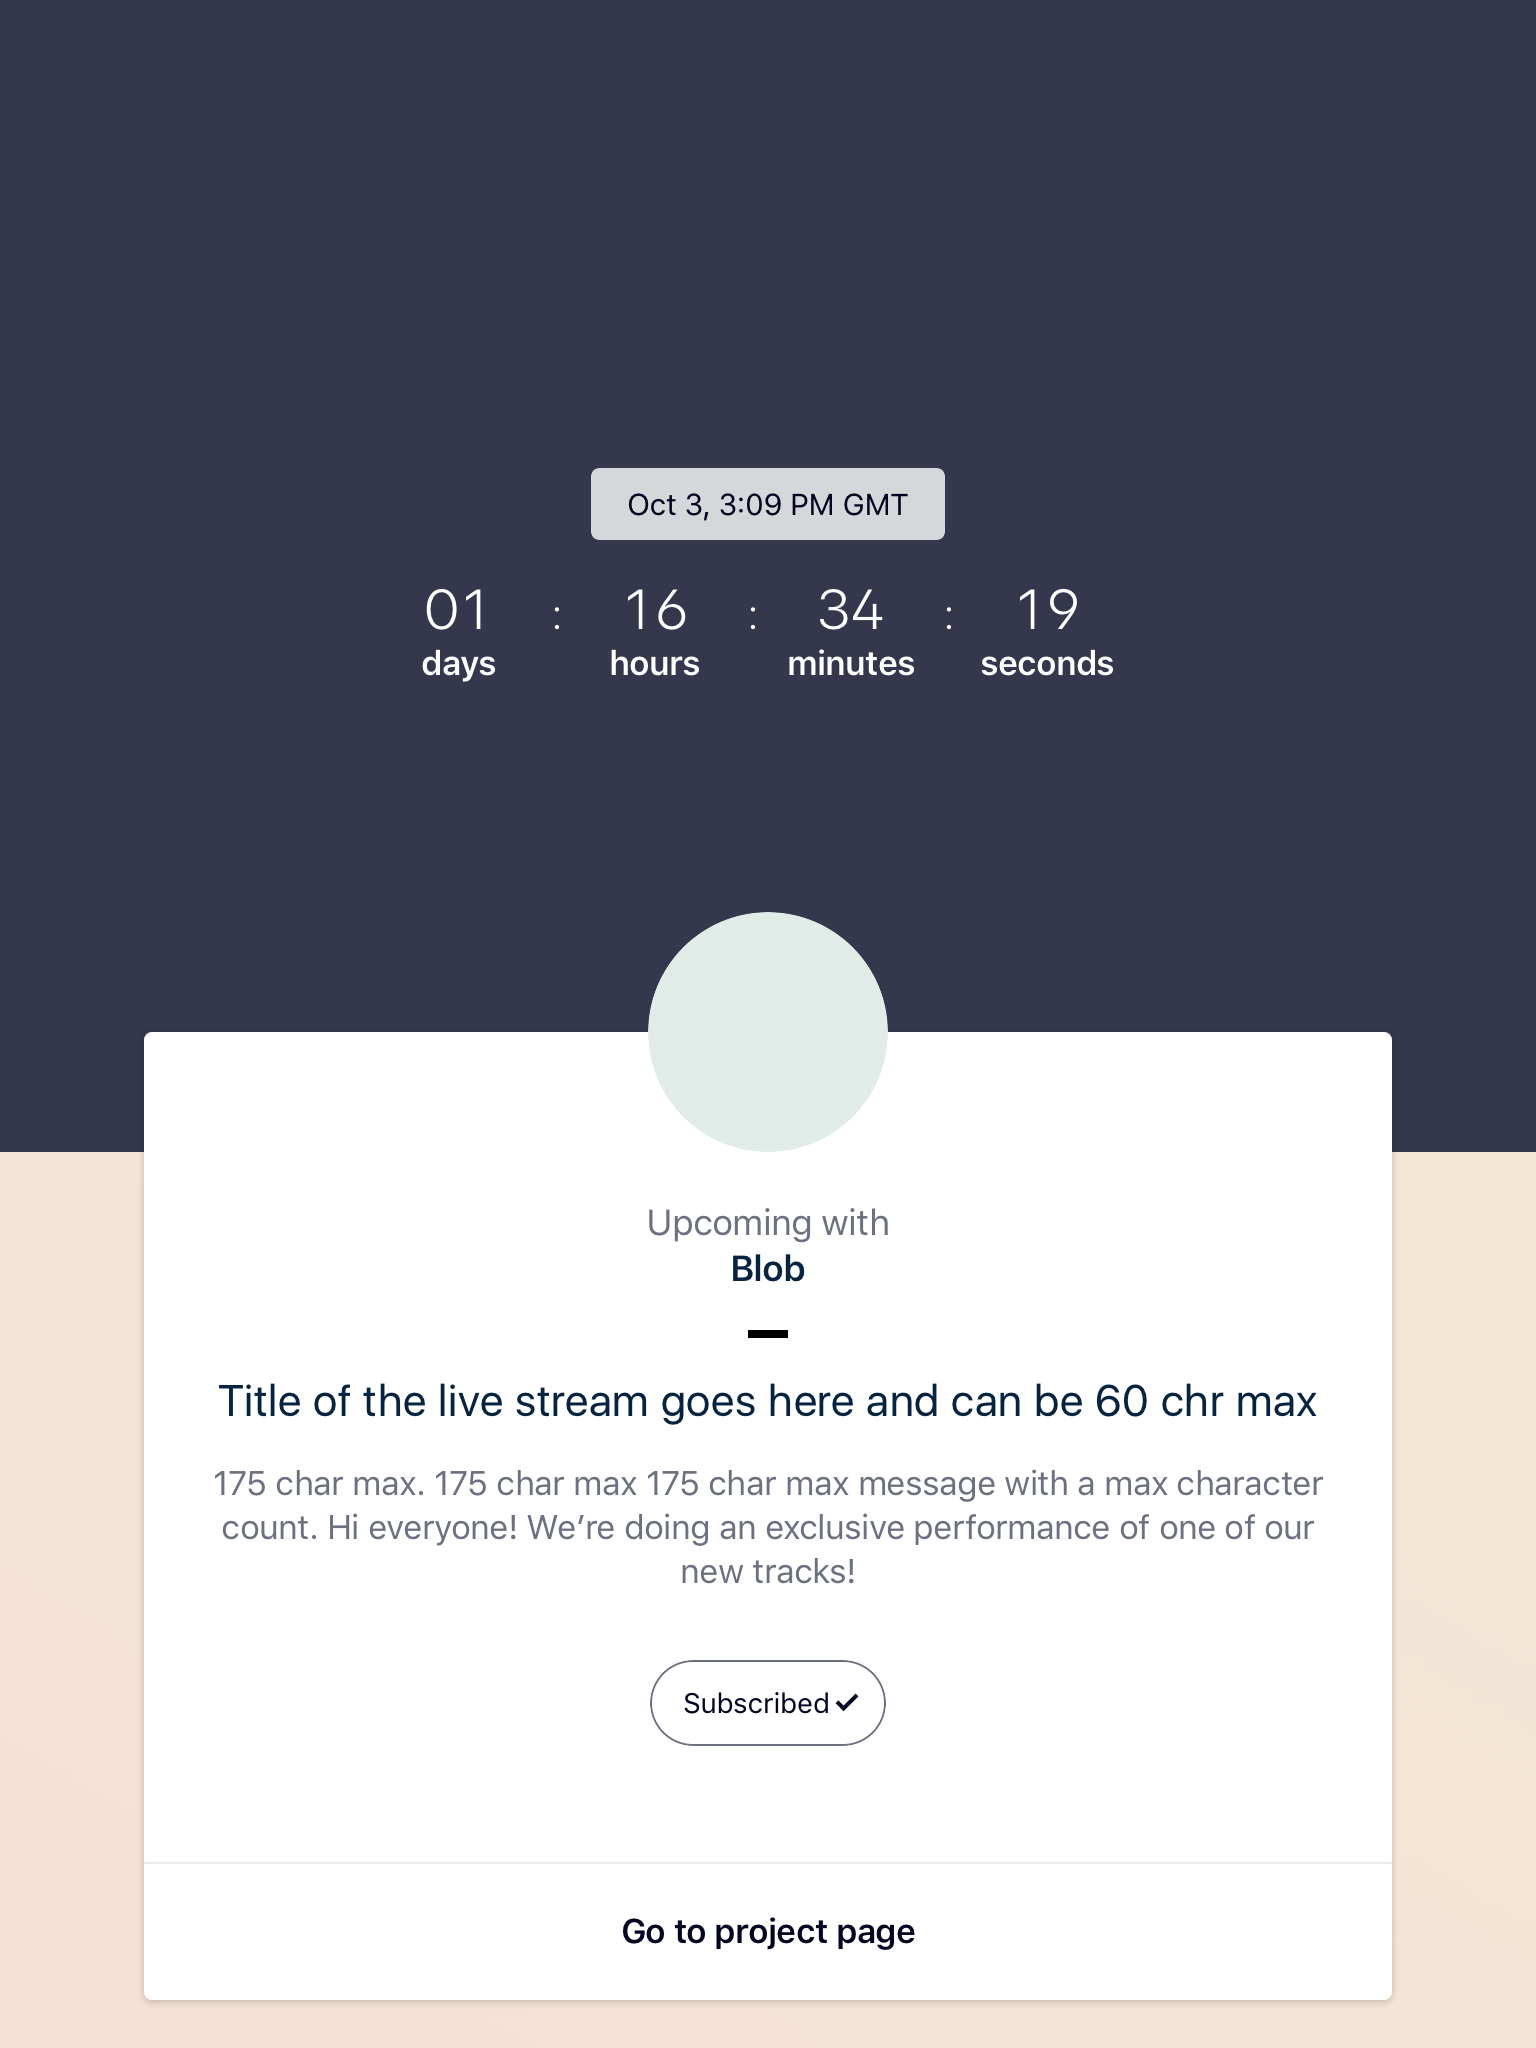 Oct 3, 3:09 PM GMT
01 : 16 : 34 : 19
days hours minutes seconds
Upcoming with
Blob
Title of the live stream goes here and can be 60 chr max
175 char max. 175 char max 175 char max message with a max character
count. Hi everyone! We’re doing an exclusive performance of one of our
new tracks!
Subscribed
Go to project page